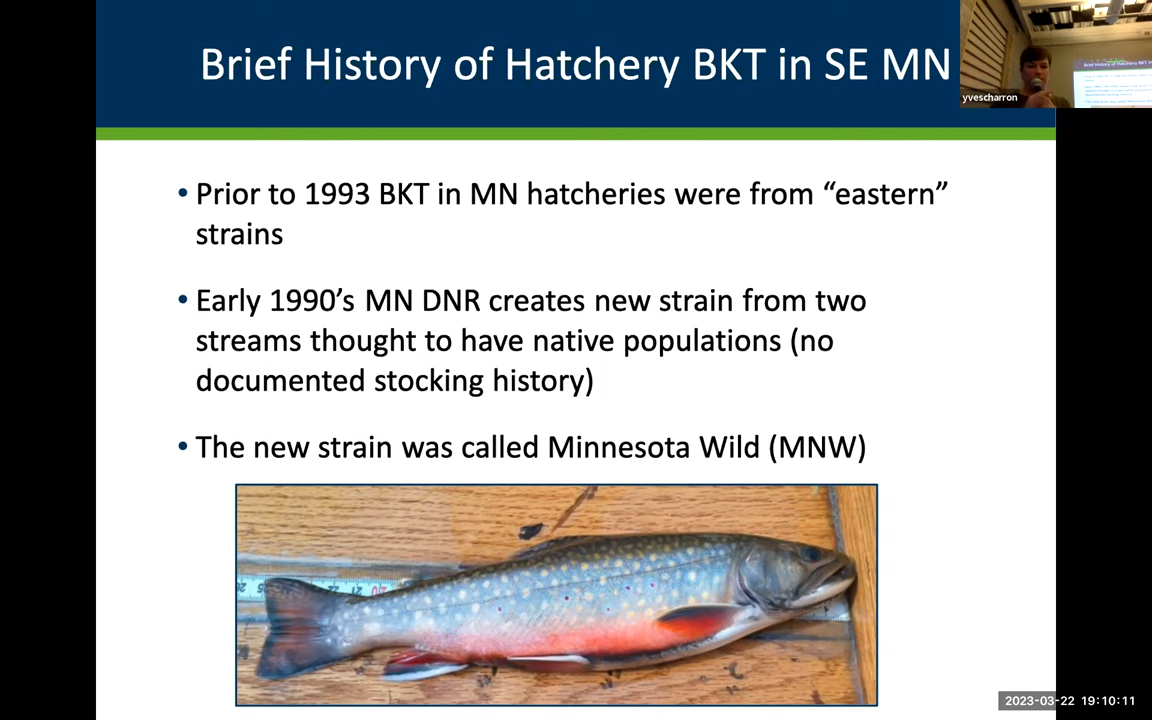 Brief History of Hatchery BKT in SE MN
yvescharron
• Prior to 1993 BKT in MN hatcheries were from “eastern”
strains
• Early 1990’s MN DNR creates new strain from two
streams thought to have native populations (no
documented stocking history)
• The new strain was called Minnesota Wild (MNW)
2023-03-22 19:10:11